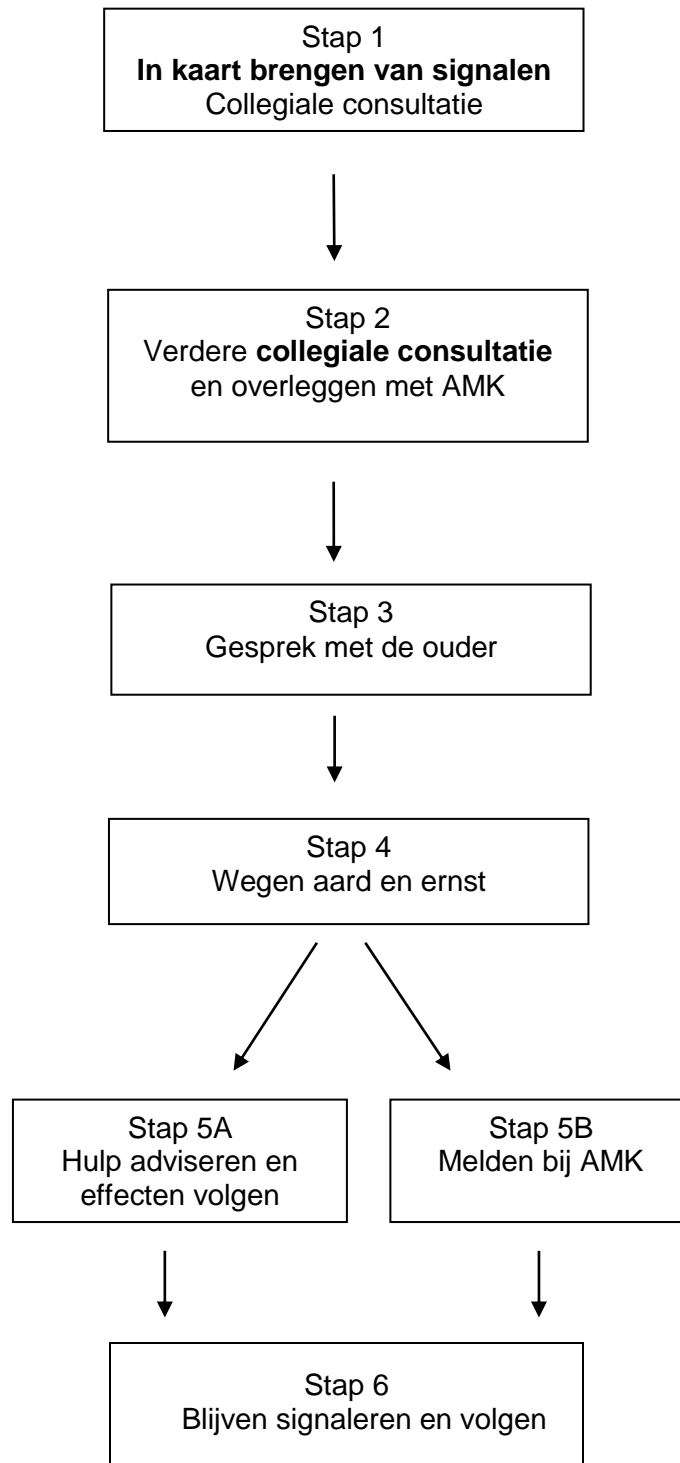 Stap 1
In kaart brengen van signalen
Collegiale consultatie
Stap 2
Verdere collegiale consultatie
en overleggen met AMK
Stap 3
Gesprek met de ouder
Stap 4
Wegen aard en ernst
Stap 5A
Hulp adviseren en
effecten volgen
Stap 5B
Melden bij AMK
Stap 6
Blijven signaleren en volgen